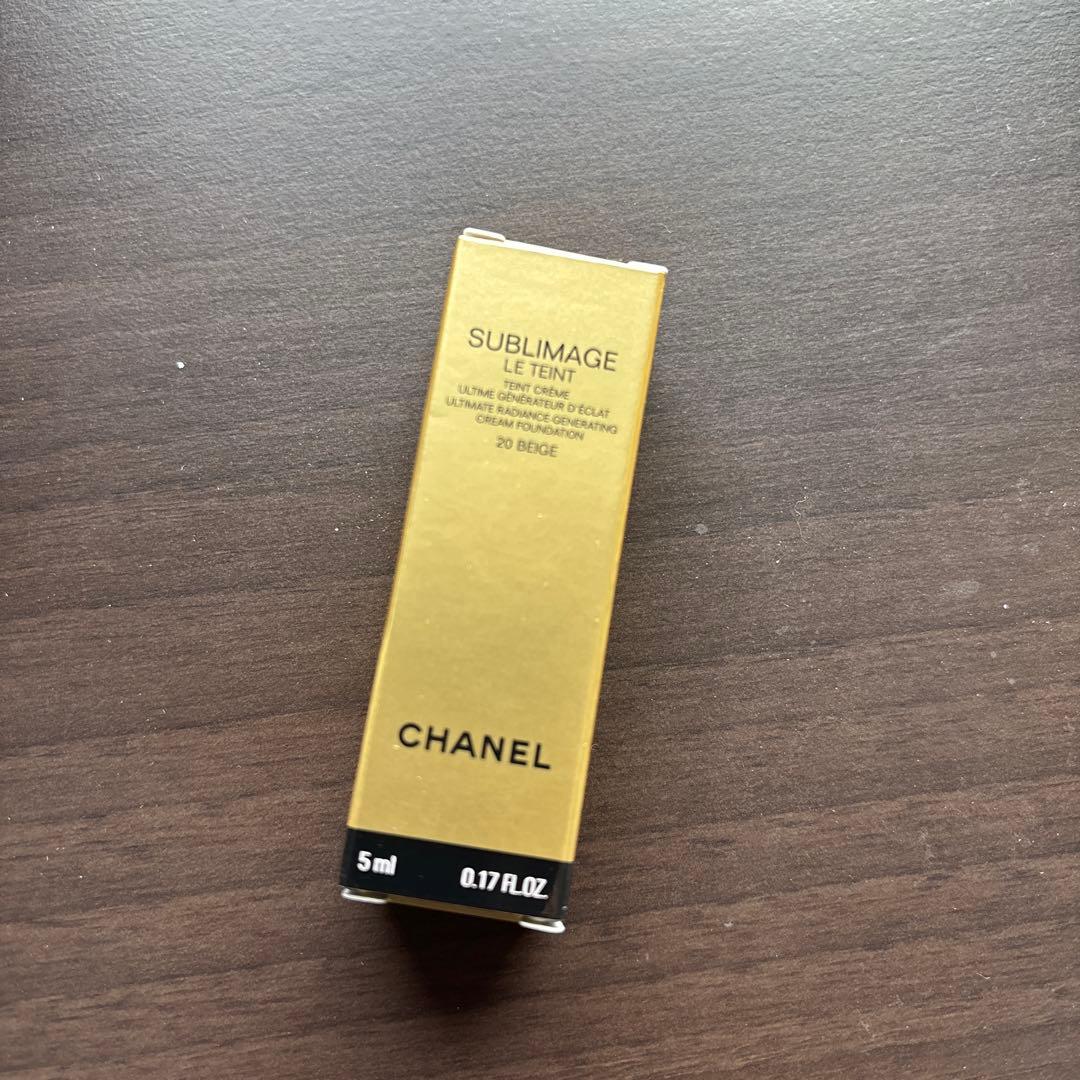 SUBLIMAGE
LE TEINT
TEINT CRÈME
ULTIME GÉNÉRATEUR D'ÉCLAT
ULTIMATE RADIANCE-GENERATING
CREAM FOUNDATION
20 BEIGE
CHANEL
5 ml 0.17 FL.OZ.